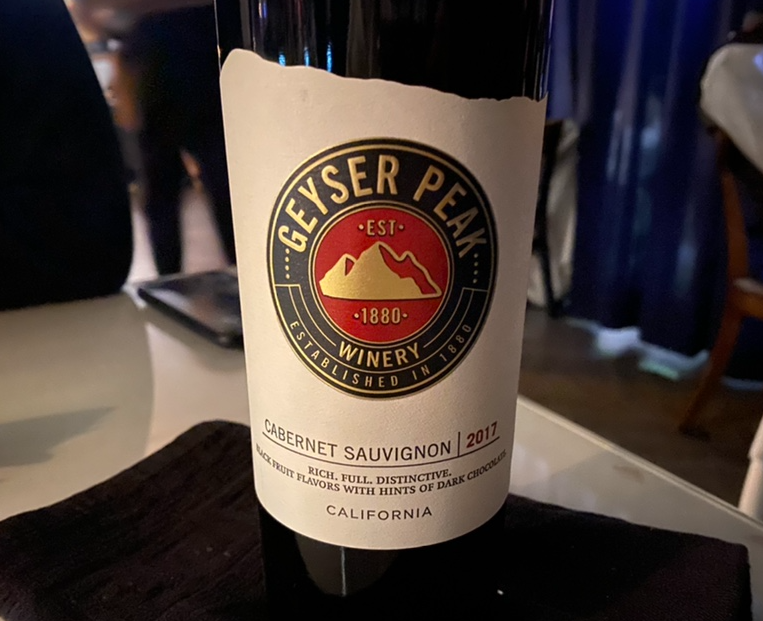 GEYSER PEAK
·EST·
·1880·
WINERY
ESTABLISHED IN 1880
CABERNET SAUVIGNON | 2017
RICH. FULL. DISTINCTIVE.
BLACK FRUIT FLAVORS WITH HINTS OF DARK CHOCOLATE.
CALIFORNIA